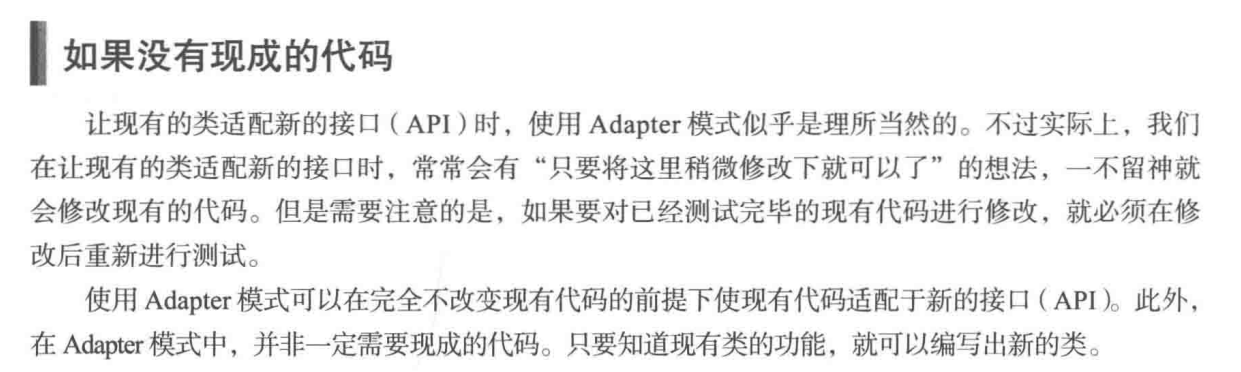 如果没有现成的代码
让现有的类适配新的接口（API）时，使用 Adapter 模式似乎是理所当然的。不过实际上，我们
在让现有的类适配新的接口时，常常会有“只要将这里稍微修改下就可以了”的想法，一不留神就
会修改现有的代码。但是需要注意的是，如果要对已经测试完毕的现有代码进行修改，就必须在修
改后重新进行测试。
使用 Adapter 模式可以在完全不改变现有代码的前提下使现有代码适配于新的接口（API）。此外，
在 Adapter 模式中，并非一定需要现成的代码。只要知道现有类的功能，就可以编写出新的类。